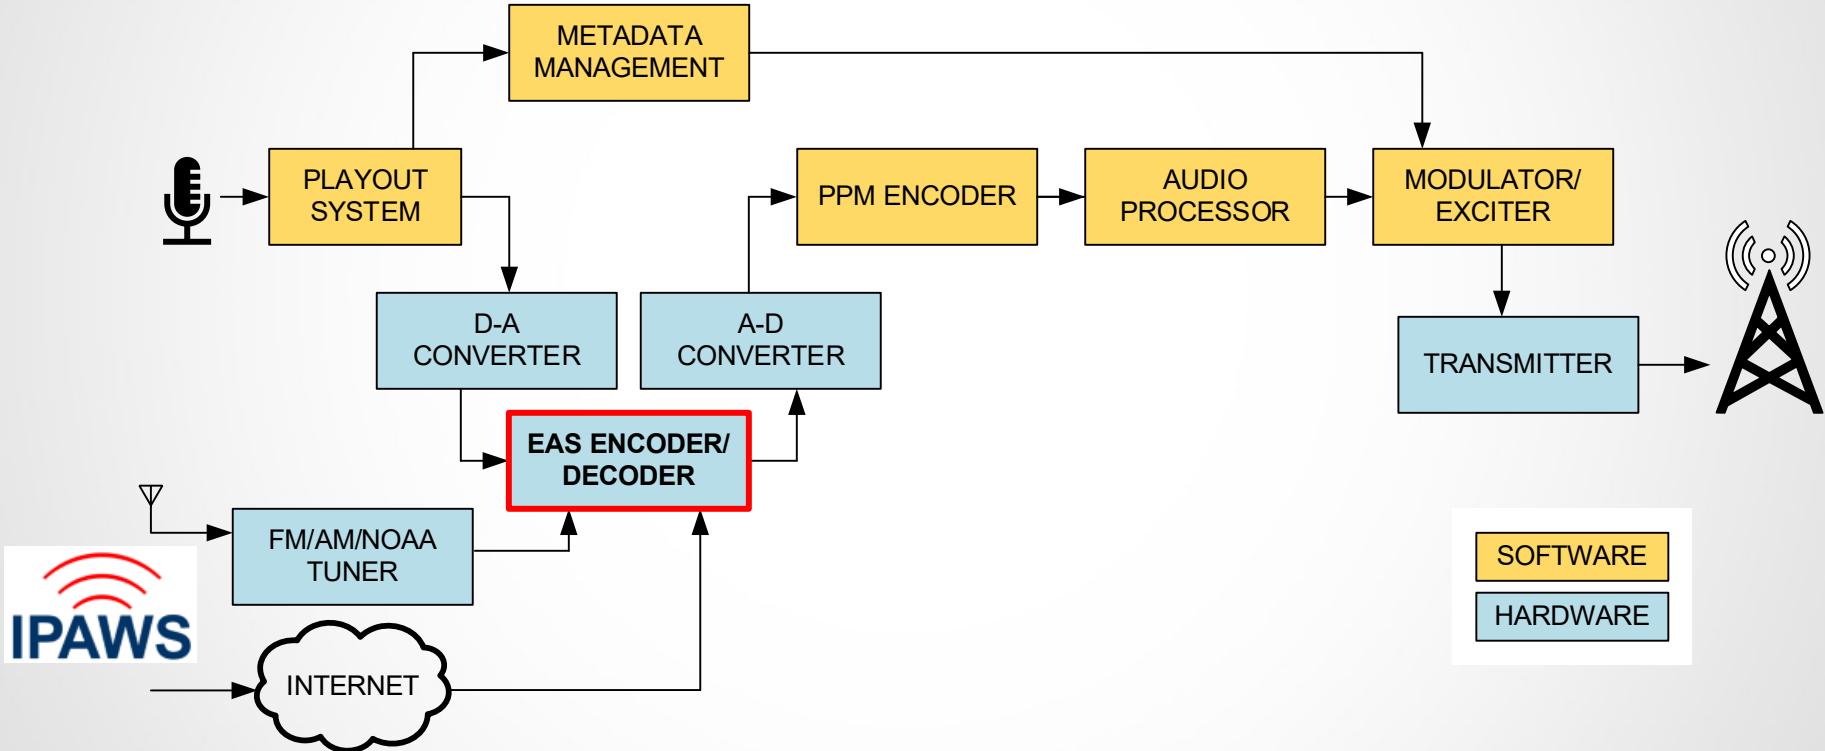 METADATA
MANAGEMENT
PLAYOUT
SYSTEM
PPM ENCODER
AUDIO
PROCESSOR
MODULATOR/
EXCITER
D-A
CONVERTER
A-D
CONVERTER
TRANSMITTER
EAS ENCODER/
DECODER
FM/AM/NOAA
TUNER
IPAWS
INTERNET
SOFTWARE
HARDWARE